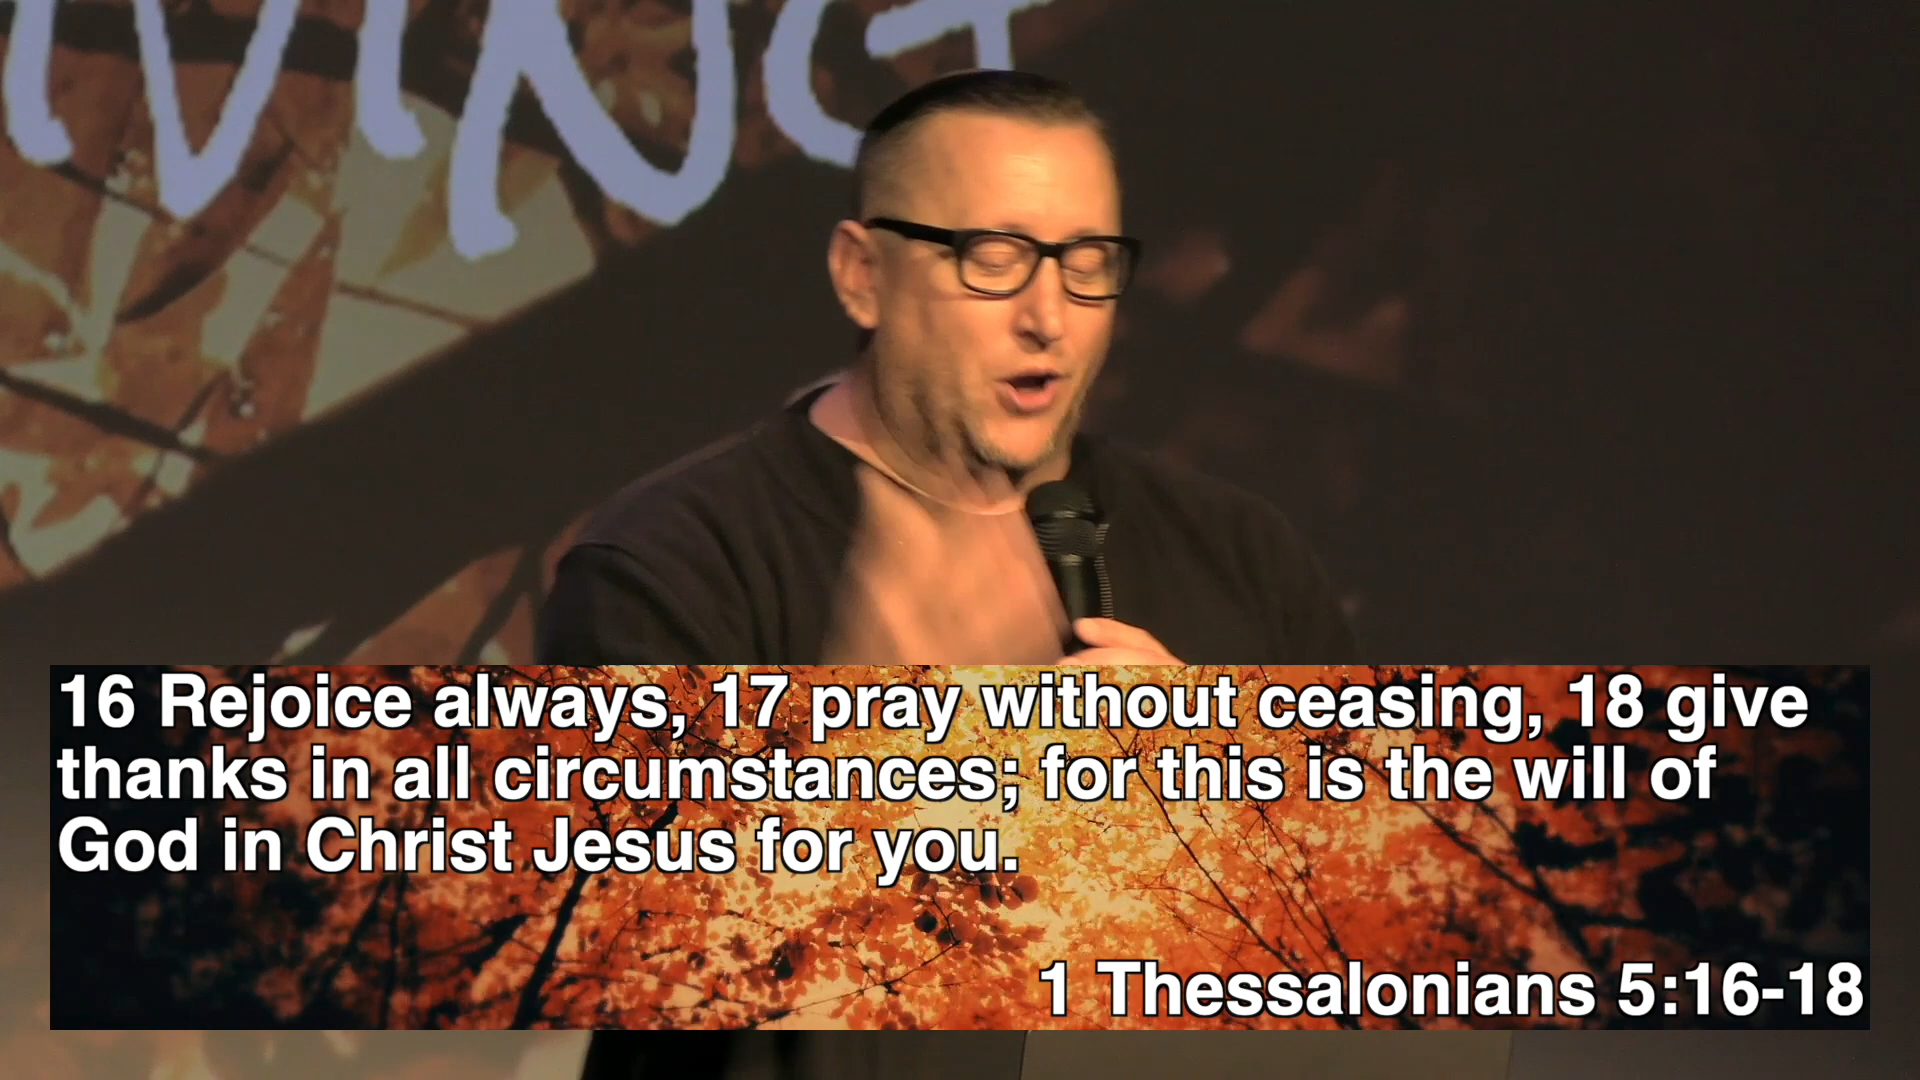 VING
16 Rejoice always, 17 pray without ceasing, 18 give
thanks in all circumstances; for this is the will of
God in Christ Jesus for you.
1 Thessalonians 5:16-18